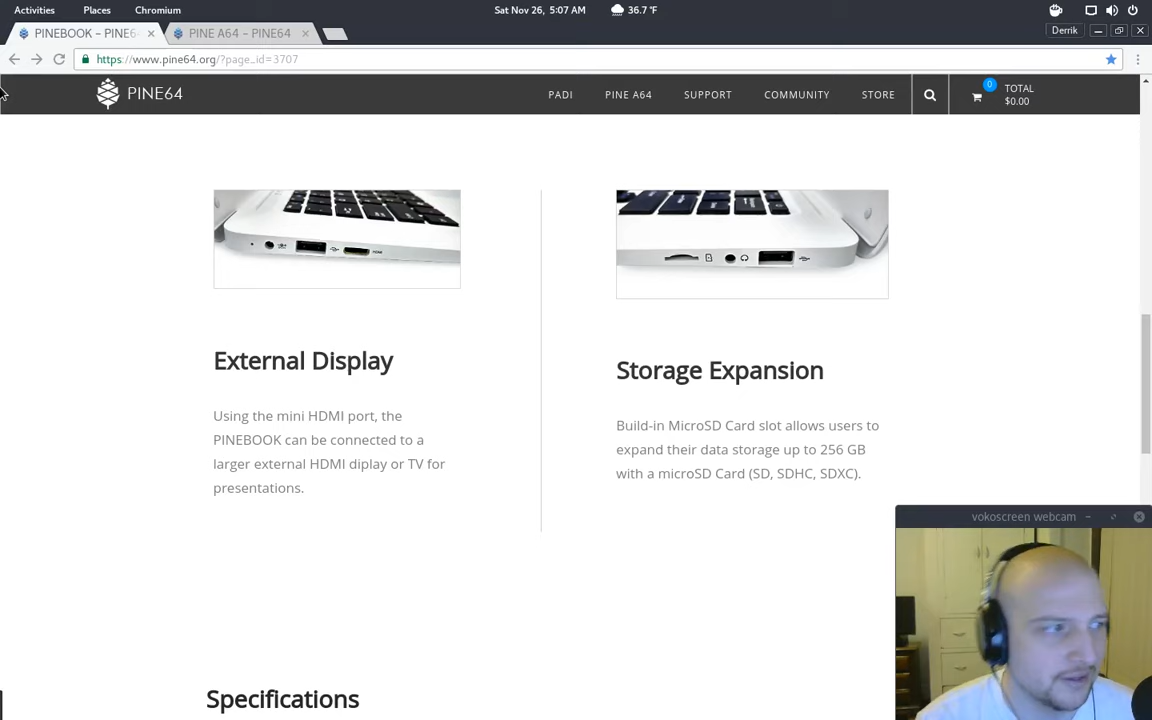 Activities Places Chromium Sat Nov 26, 5:07 AM 36.7 °F
PINEBOOK – PINE6 PINE A64 – PINE64 Derrik
https://www.pine64.org/?page_id=3707
PINE64 PADI PINE A64 SUPPORT COMMUNITY STORE 0 TOTAL
$0.00
External Display
Using the mini HDMI port, the
PINEBOOK can be connected to a
larger external HDMI diplay or TV for
presentations.
Storage Expansion
Build-in MicroSD Card slot allows users to
expand their data storage up to 256 GB
with a microSD Card (SD, SDHC, SDXC).
vokoscreen webcam
Specifications